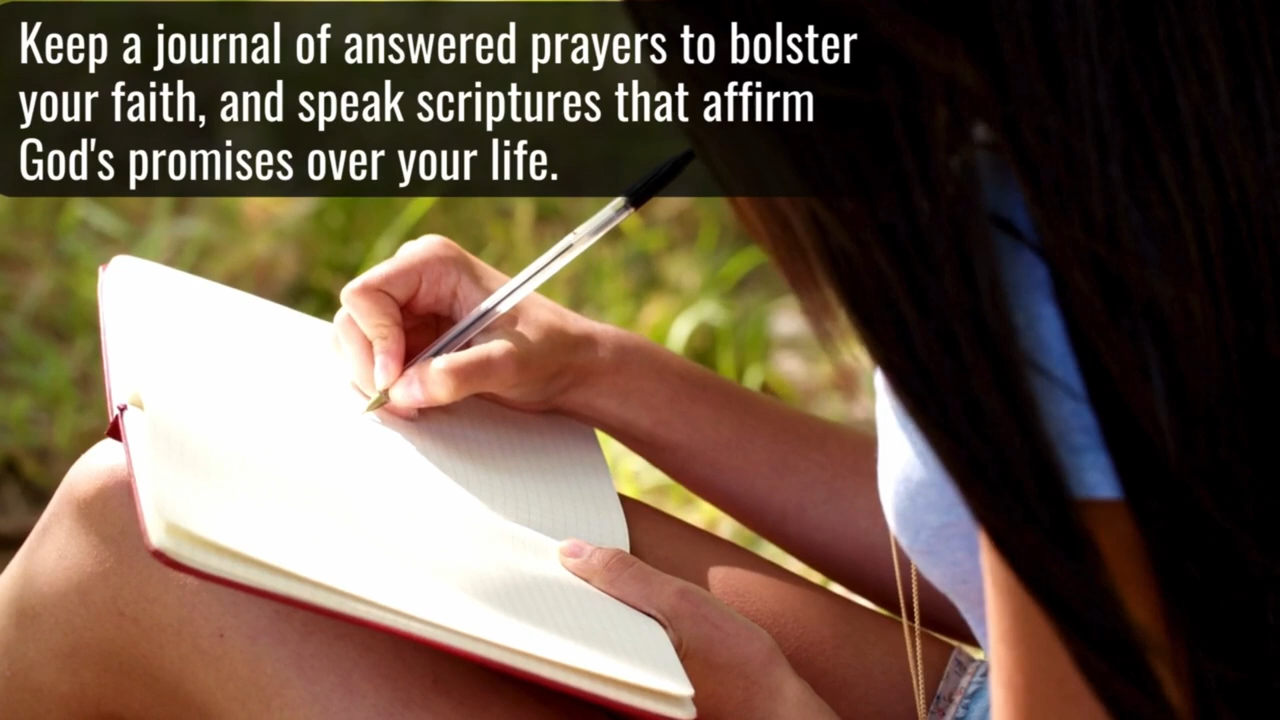 Keep a journal of answered prayers to bolster
your faith, and speak scriptures that affirm
God's promises over your life.